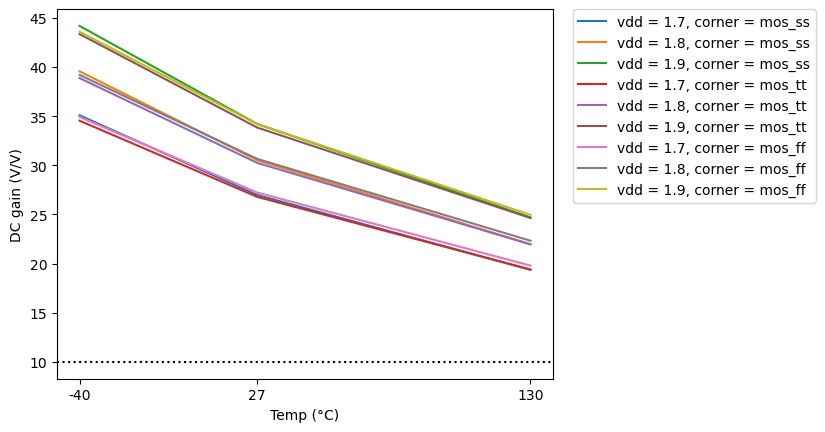 45
40
35
30
25
20
15
10
DC gain (V/V)
-40
27
130
Temp (°C)
vdd = 1.7, corner = mos_ss
vdd = 1.8, corner = mos_ss
vdd = 1.9, corner = mos_ss
vdd = 1.7, corner = mos_tt
vdd = 1.8, corner = mos_tt
vdd = 1.9, corner = mos_tt
vdd = 1.7, corner = mos_ff
vdd = 1.8, corner = mos_ff
vdd = 1.9, corner = mos_ff